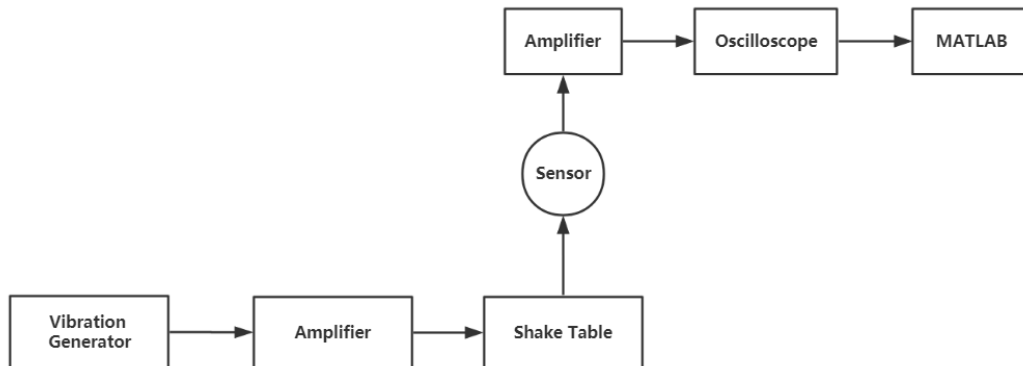 Amplifier
Oscilloscope
MATLAB
Sensor
Vibration
Generator
Amplifier
Shake Table